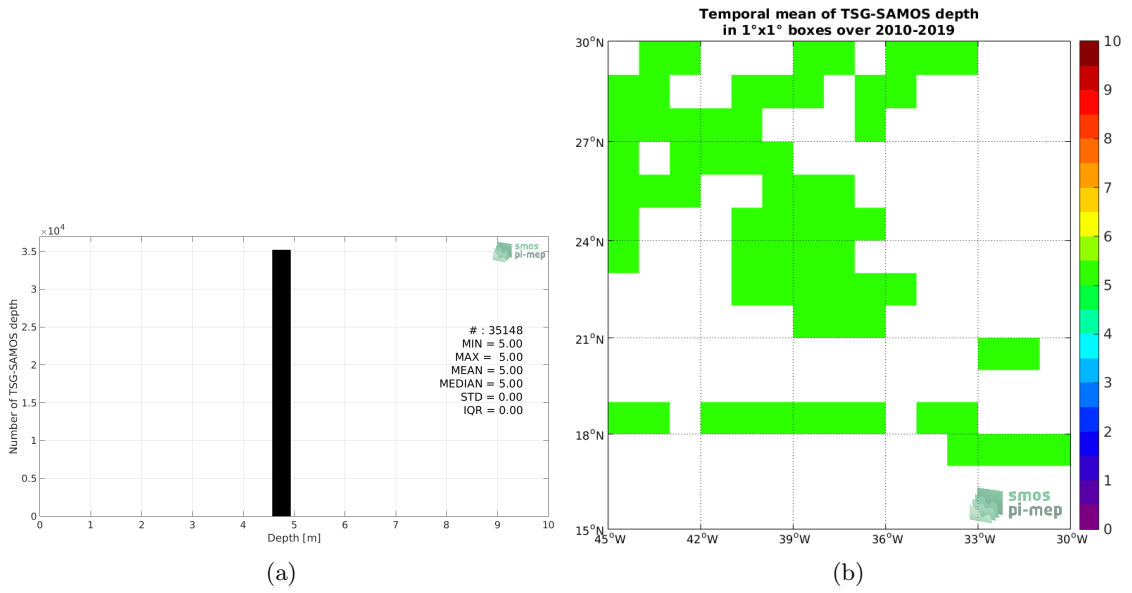 ×10⁴
3.5
3
2.5
2
1.5
1
0.5
0
Number of TSG-SAMOS depth
0 1 2 3 4 5 6 7 8 9 10
Depth [m]
smos
pi-mep
# : 35148
MIN = 5.00
MAX = 5.00
MEAN = 5.00
MEDIAN = 5.00
STD = 0.00
IQR = 0.00
(a)
Temporal mean of TSG-SAMOS depth
in 1°x1° boxes over 2010-2019
30°N
27°N
24°N
21°N
18°N
15°N
45°W 42°W 39°W 36°W 33°W 30°W
smos
pi-mep
10
9
8
7
6
5
4
3
2
1
0
(b)